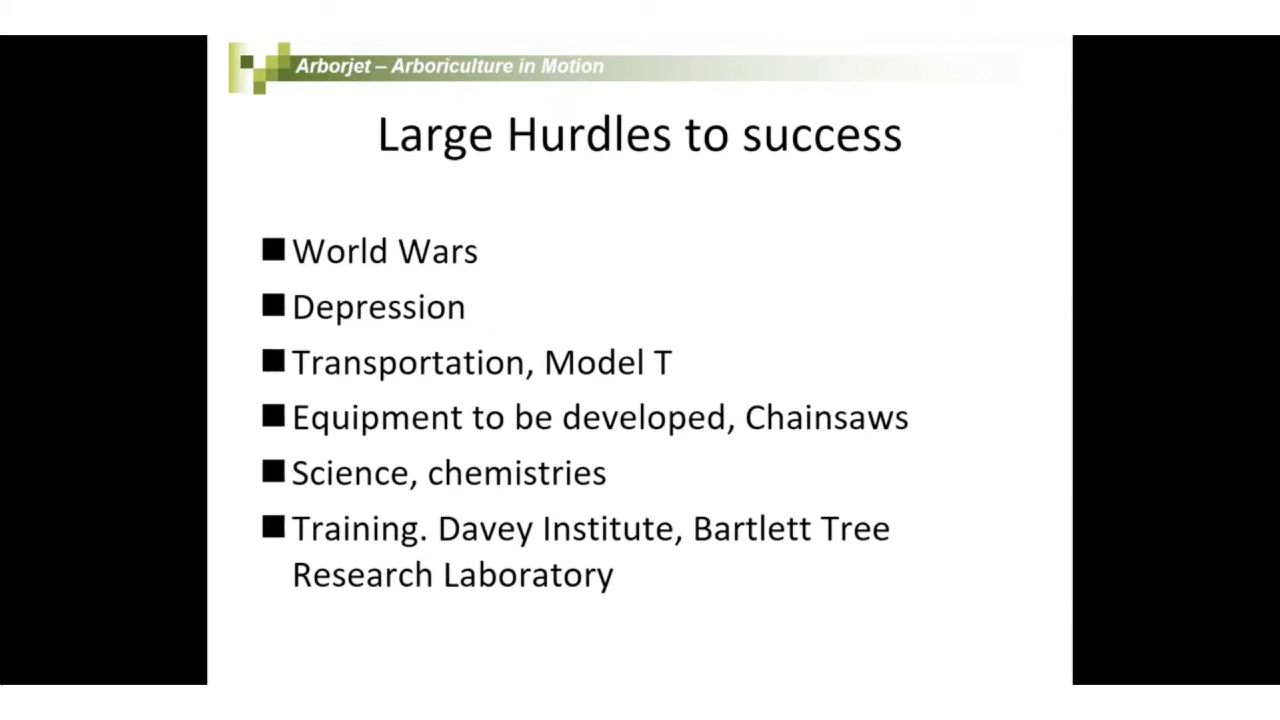 Arborjet – Arboriculture in Motion
Large Hurdles to success
World Wars
Depression
Transportation, Model T
Equipment to be developed, Chainsaws
Science, chemistries
Training. Davey Institute, Bartlett Tree
Research Laboratory